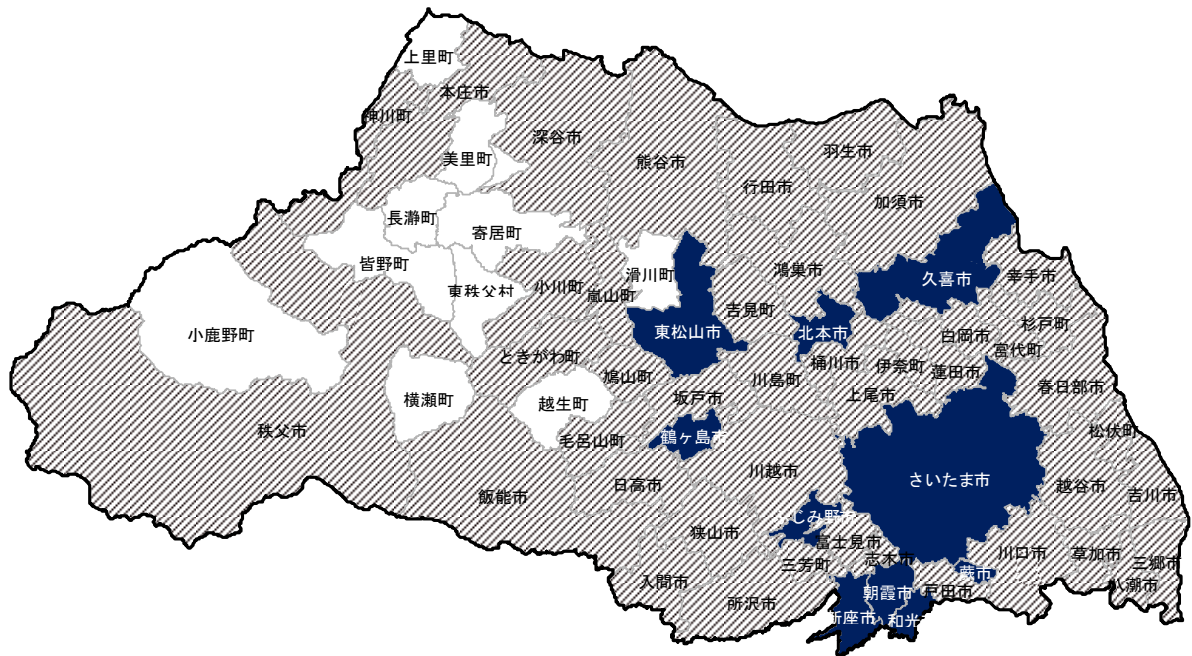 上里町
本庄市
神川町
深谷市
美里町
熊谷市
羽生市
行田市
加須市
長瀞町
寄居町
皆野町
東秩父村
小川町
嵐山町
滑川町
吉見町
鴻巣市
久喜市
幸手市
小鹿野町
東松山市
北本市
杉戸町
白岡市
宮代町
ときがわ町
鳩山町
川島町
桶川市
伊奈町
蓮田市
春日部市
横瀬町
越生町
坂戸市
上尾市
秩父市
毛呂山町
鶴ヶ島市
松伏町
川越市
さいたま市
飯能市
日高市
越谷市
吉川市
ふじみ野市
狭山市
富士見市
三芳町
志木市
川口市
草加市
三郷市
入間市
所沢市
朝霞市
戸田市
蕨市
八潮市
新座市
和光